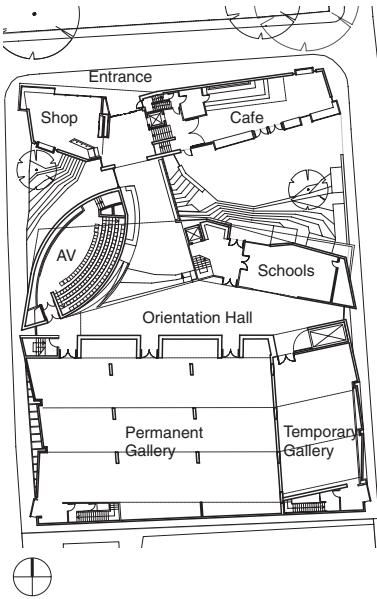 Entrance
Shop
Cafe
AV
Schools
Orientation Hall
Permanent
Gallery
Temporary
Gallery